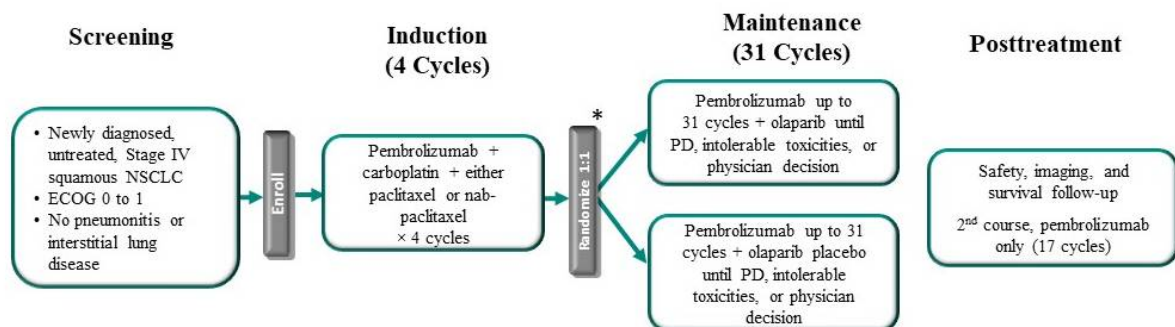 Screening
Induction
(4 Cycles)
Maintenance
(31 Cycles)
Posttreatment
• Newly diagnosed,
untreated, Stage IV
squamous NSCLC
• ECOG 0 to 1
• No pneumonitis or
interstitial lung
disease
Enroll
Pembrolizumab +
carboplatin + either
paclitaxel or nab-
paclitaxel
× 4 cycles
*
Randomize 1:1
Pembrolizumab up to
31 cycles + olaparib until
PD, intolerable toxicities, or
physician decision
Pembrolizumab up to 31
cycles + olaparib placebo
until PD, intolerable
toxicities, or physician
decision
Safety, imaging, and
survival follow-up
2nd course, pembrolizumab
only (17 cycles)